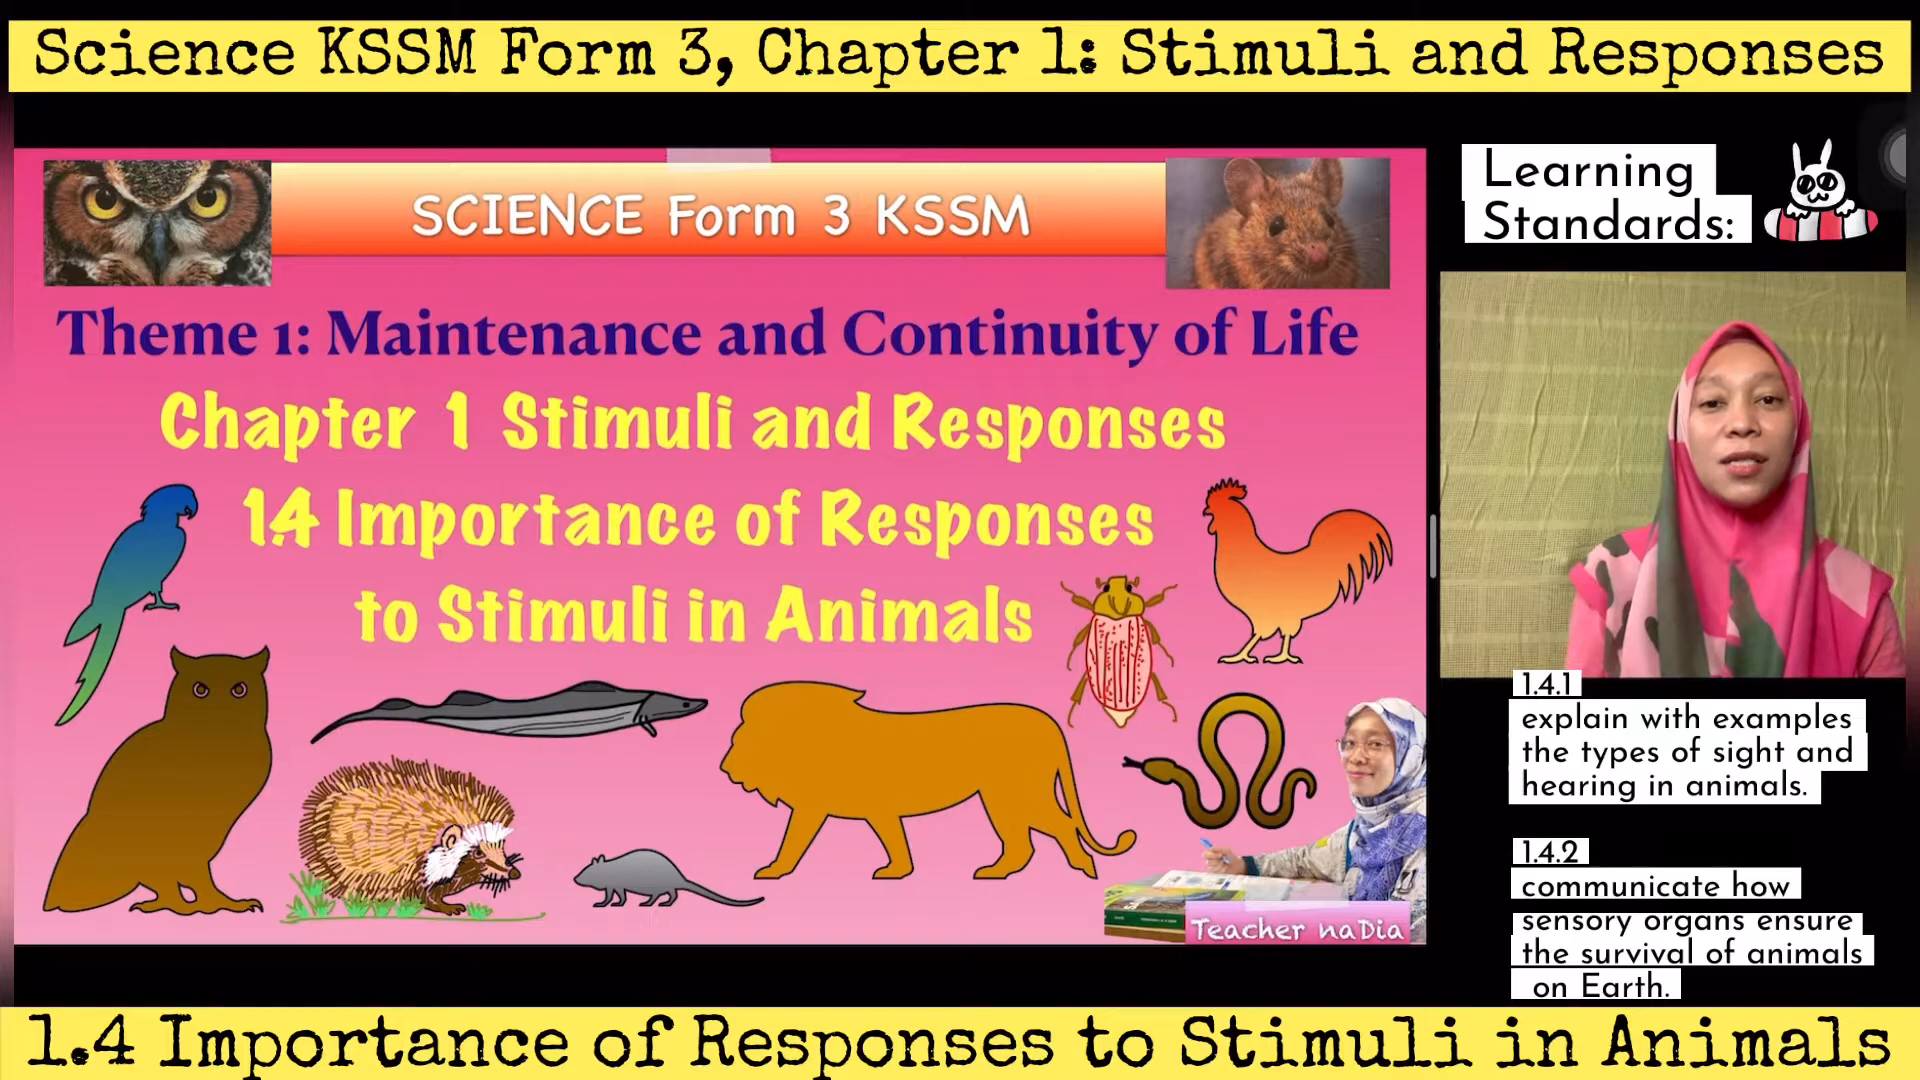 Science KSSM Form 3, Chapter 1: Stimuli and Responses
SCIENCE Form 3 KSSM
Theme 1: Maintenance and Continuity of Life
Chapter 1 Stimuli and Responses
1.4 Importance of Responses
to Stimuli in Animals
Teacher naDia
Learning
Standards:
1.4.1
explain with examples
the types of sight and
hearing in animals.
1.4.2
communicate how
sensory organs ensure
the survival of animals
on Earth.
1.4 Importance of Responses to Stimuli in Animals